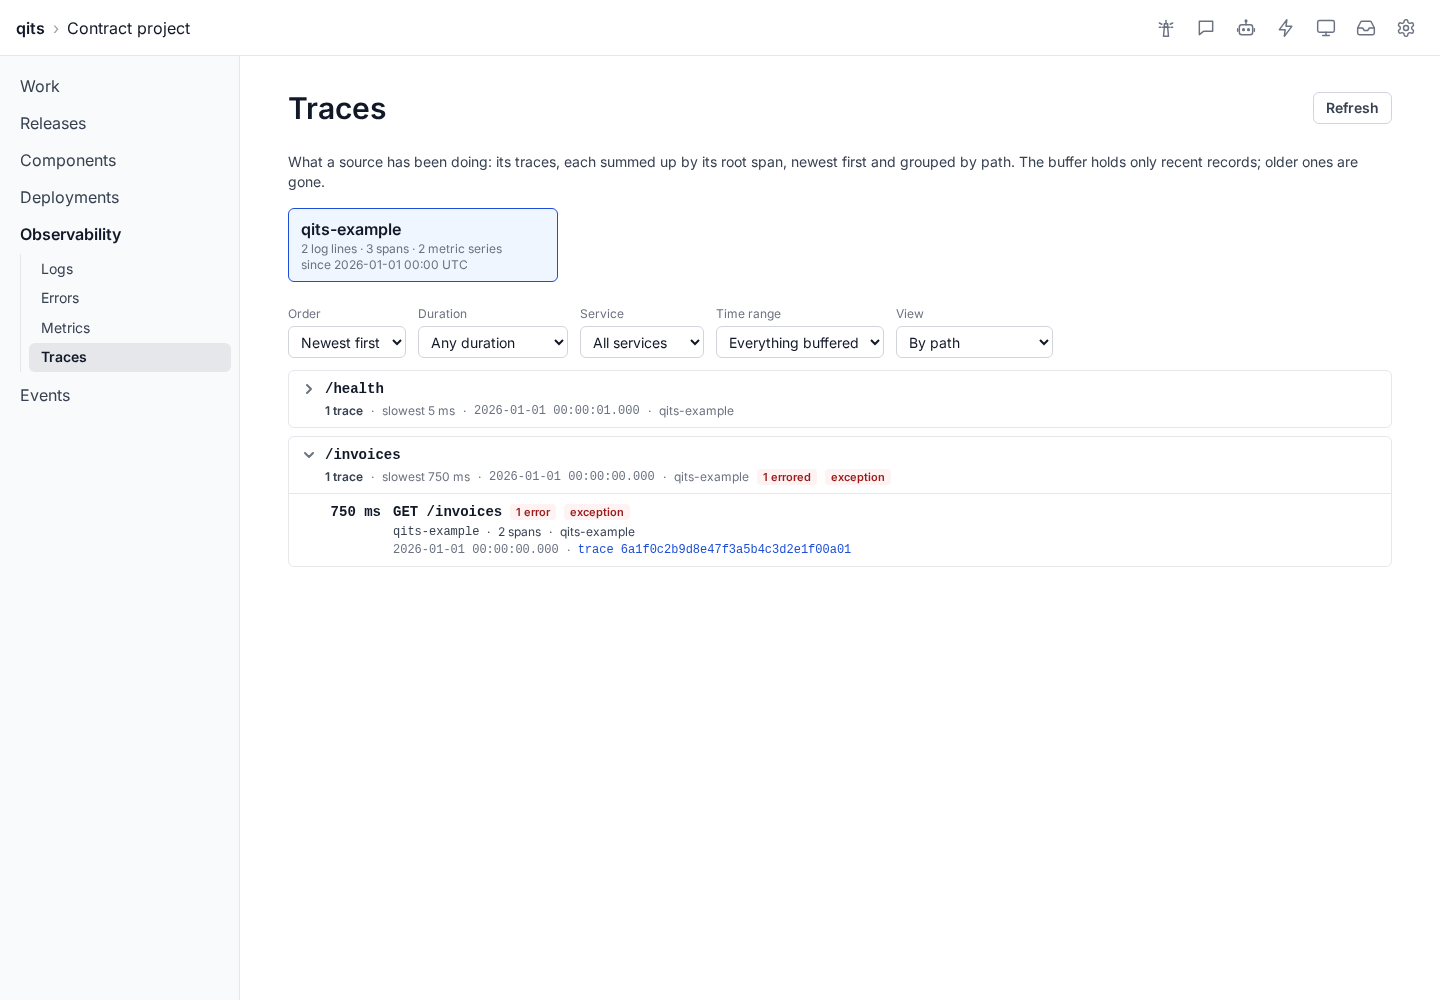 qits › Contract project
Work
Releases
Components
Deployments
Observability
Logs
Errors
Metrics
Traces
Events
Traces
Refresh
What a source has been doing: its traces, each summed up by its root span, newest first and grouped by path. The buffer holds only recent records; older ones are
gone.
qits-example
2 log lines · 3 spans · 2 metric series
since 2026-01-01 00:00 UTC
Order Duration Service Time range View
Newest first Any duration All services Everything buffered By path
/health
1 trace · slowest 5 ms · 2026-01-01 00:00:01.000 · qits-example
/invoices
1 trace · slowest 750 ms · 2026-01-01 00:00:00.000 · qits-example 1 errored exception
750 ms GET /invoices 1 error exception
qits-example · 2 spans · qits-example
2026-01-01 00:00:00.000 · trace 6a1f0c2b9d8e47f3a5b4c3d2e1f00a01